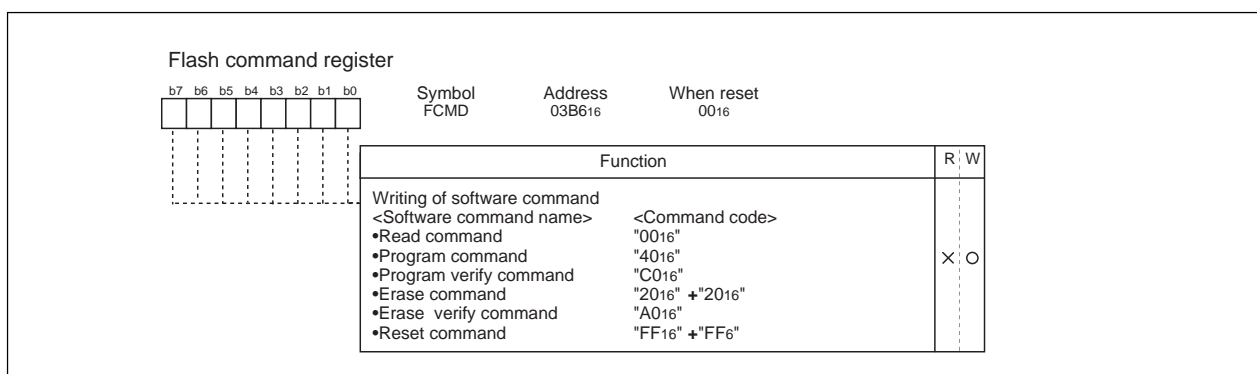 Flash command register
b7 b6 b5 b4 b3 b2 b1 b0
Symbol Address When reset
FCMD 03B616 0016
Function R W
Writing of software command
<Software command name> <Command code>
•Read command "0016"
•Program command "4016"
•Program verify command "C016"
•Erase command "2016" +"2016"
•Erase verify command "A016"
•Reset command "FF16" +"FF6"